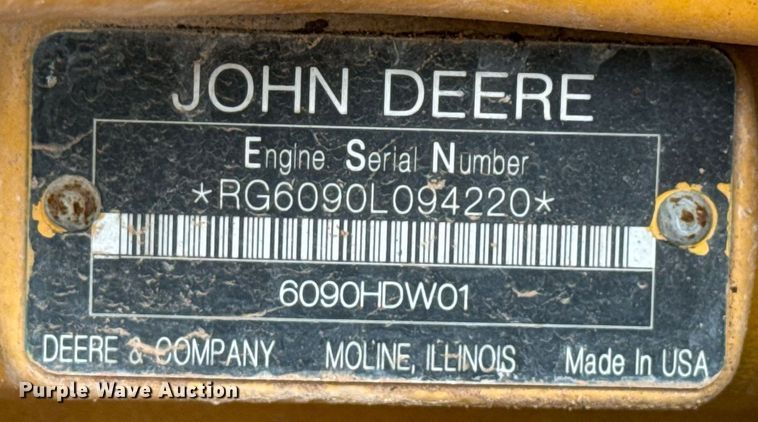 JOHN DEERE
Engine Serial Number
*RG6090L094220*
6090HDW01
DEERE & COMPANY MOLINE, ILLINOIS Made In USA
Purple Wave Auction